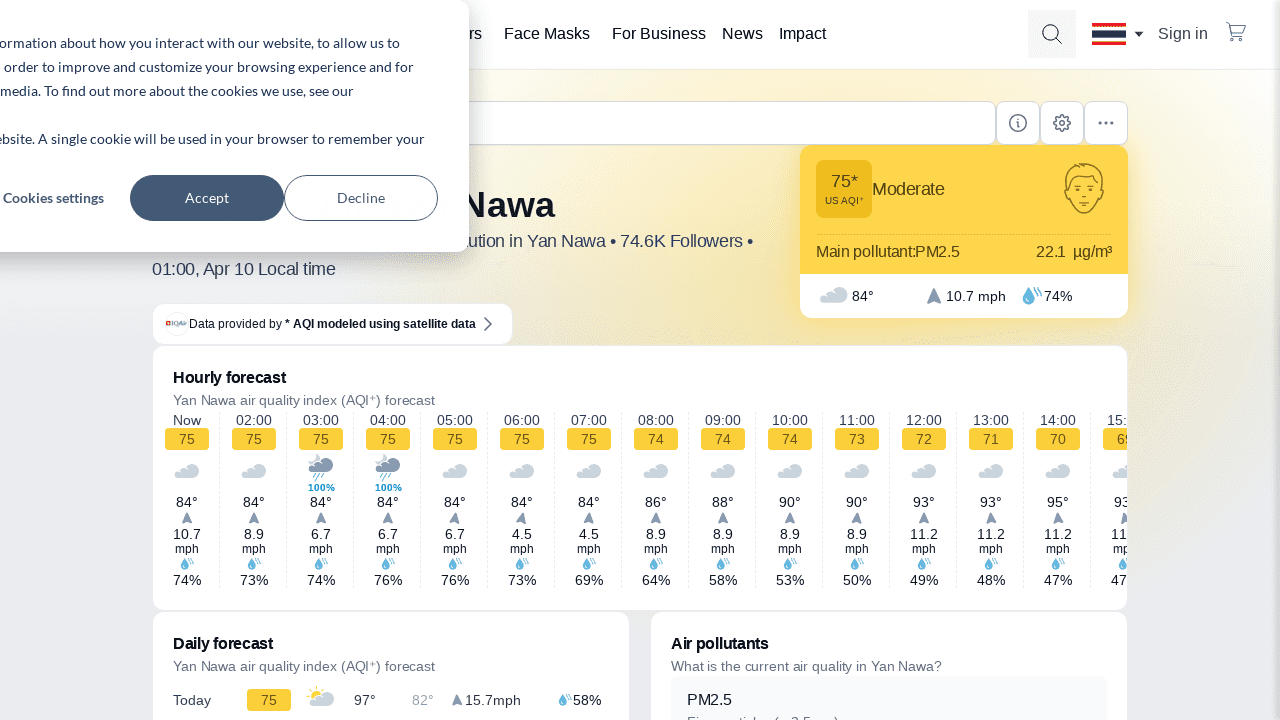 ormation about how you interact with our website, to allow us to
order to improve and customize your browsing experience and for
media. To find out more about the cookies we use, see our
ebsite. A single cookie will be used in your browser to remember your
Cookies settings
Accept
Decline
rs
Face Masks
For Business
News
Impact
Sign in
Nawa
ution in Yan Nawa • 74.6K Followers •
01:00, Apr 10 Local time
75*
US AQI⁺
Moderate
Main pollutant:PM2.5
22.1 µg/m³
84°
10.7 mph
74%
IQAir
Data provided by * AQI modeled using satellite data
Hourly forecast
Yan Nawa air quality index (AQI⁺) forecast
Now 02:00 03:00 04:00 05:00 06:00 07:00 08:00 09:00 10:00 11:00 12:00 13:00 14:00 15:
75 75 75 75 75 75 75 74 74 74 73 72 71 70 69
100% 100%
84° 84° 84° 84° 84° 84° 84° 86° 88° 90° 90° 93° 93° 95° 93
10.7 8.9 6.7 6.7 6.7 4.5 4.5 8.9 8.9 8.9 8.9 11.2 11.2 11.2 11
mph mph mph mph mph mph mph mph mph mph mph mph mph mph mp
74% 73% 74% 76% 76% 73% 69% 64% 58% 53% 50% 49% 48% 47% 47
Daily forecast
Yan Nawa air quality index (AQI⁺) forecast
Today 75 97° 82° 15.7mph 58%
Air pollutants
What is the current air quality in Yan Nawa?
PM2.5